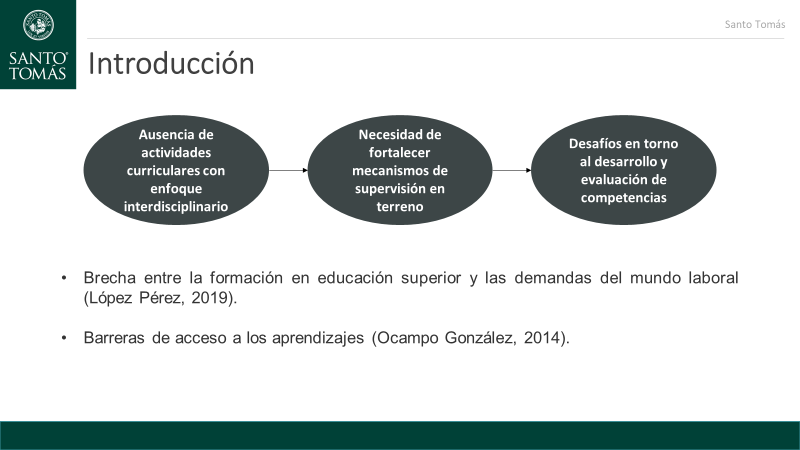 Santo Tomás
SANTO TOMÁS
SANTO
TOMÁS
Introducción
Ausencia de
actividades
curriculares con
enfoque
interdisciplinario
Necesidad de
fortalecer
mecanismos de
supervisión en
terreno
Desafíos en torno
al desarrollo y
evaluación de
competencias
• Brecha entre la formación en educación superior y las demandas del mundo laboral
(López Pérez, 2019).
• Barreras de acceso a los aprendizajes (Ocampo González, 2014).